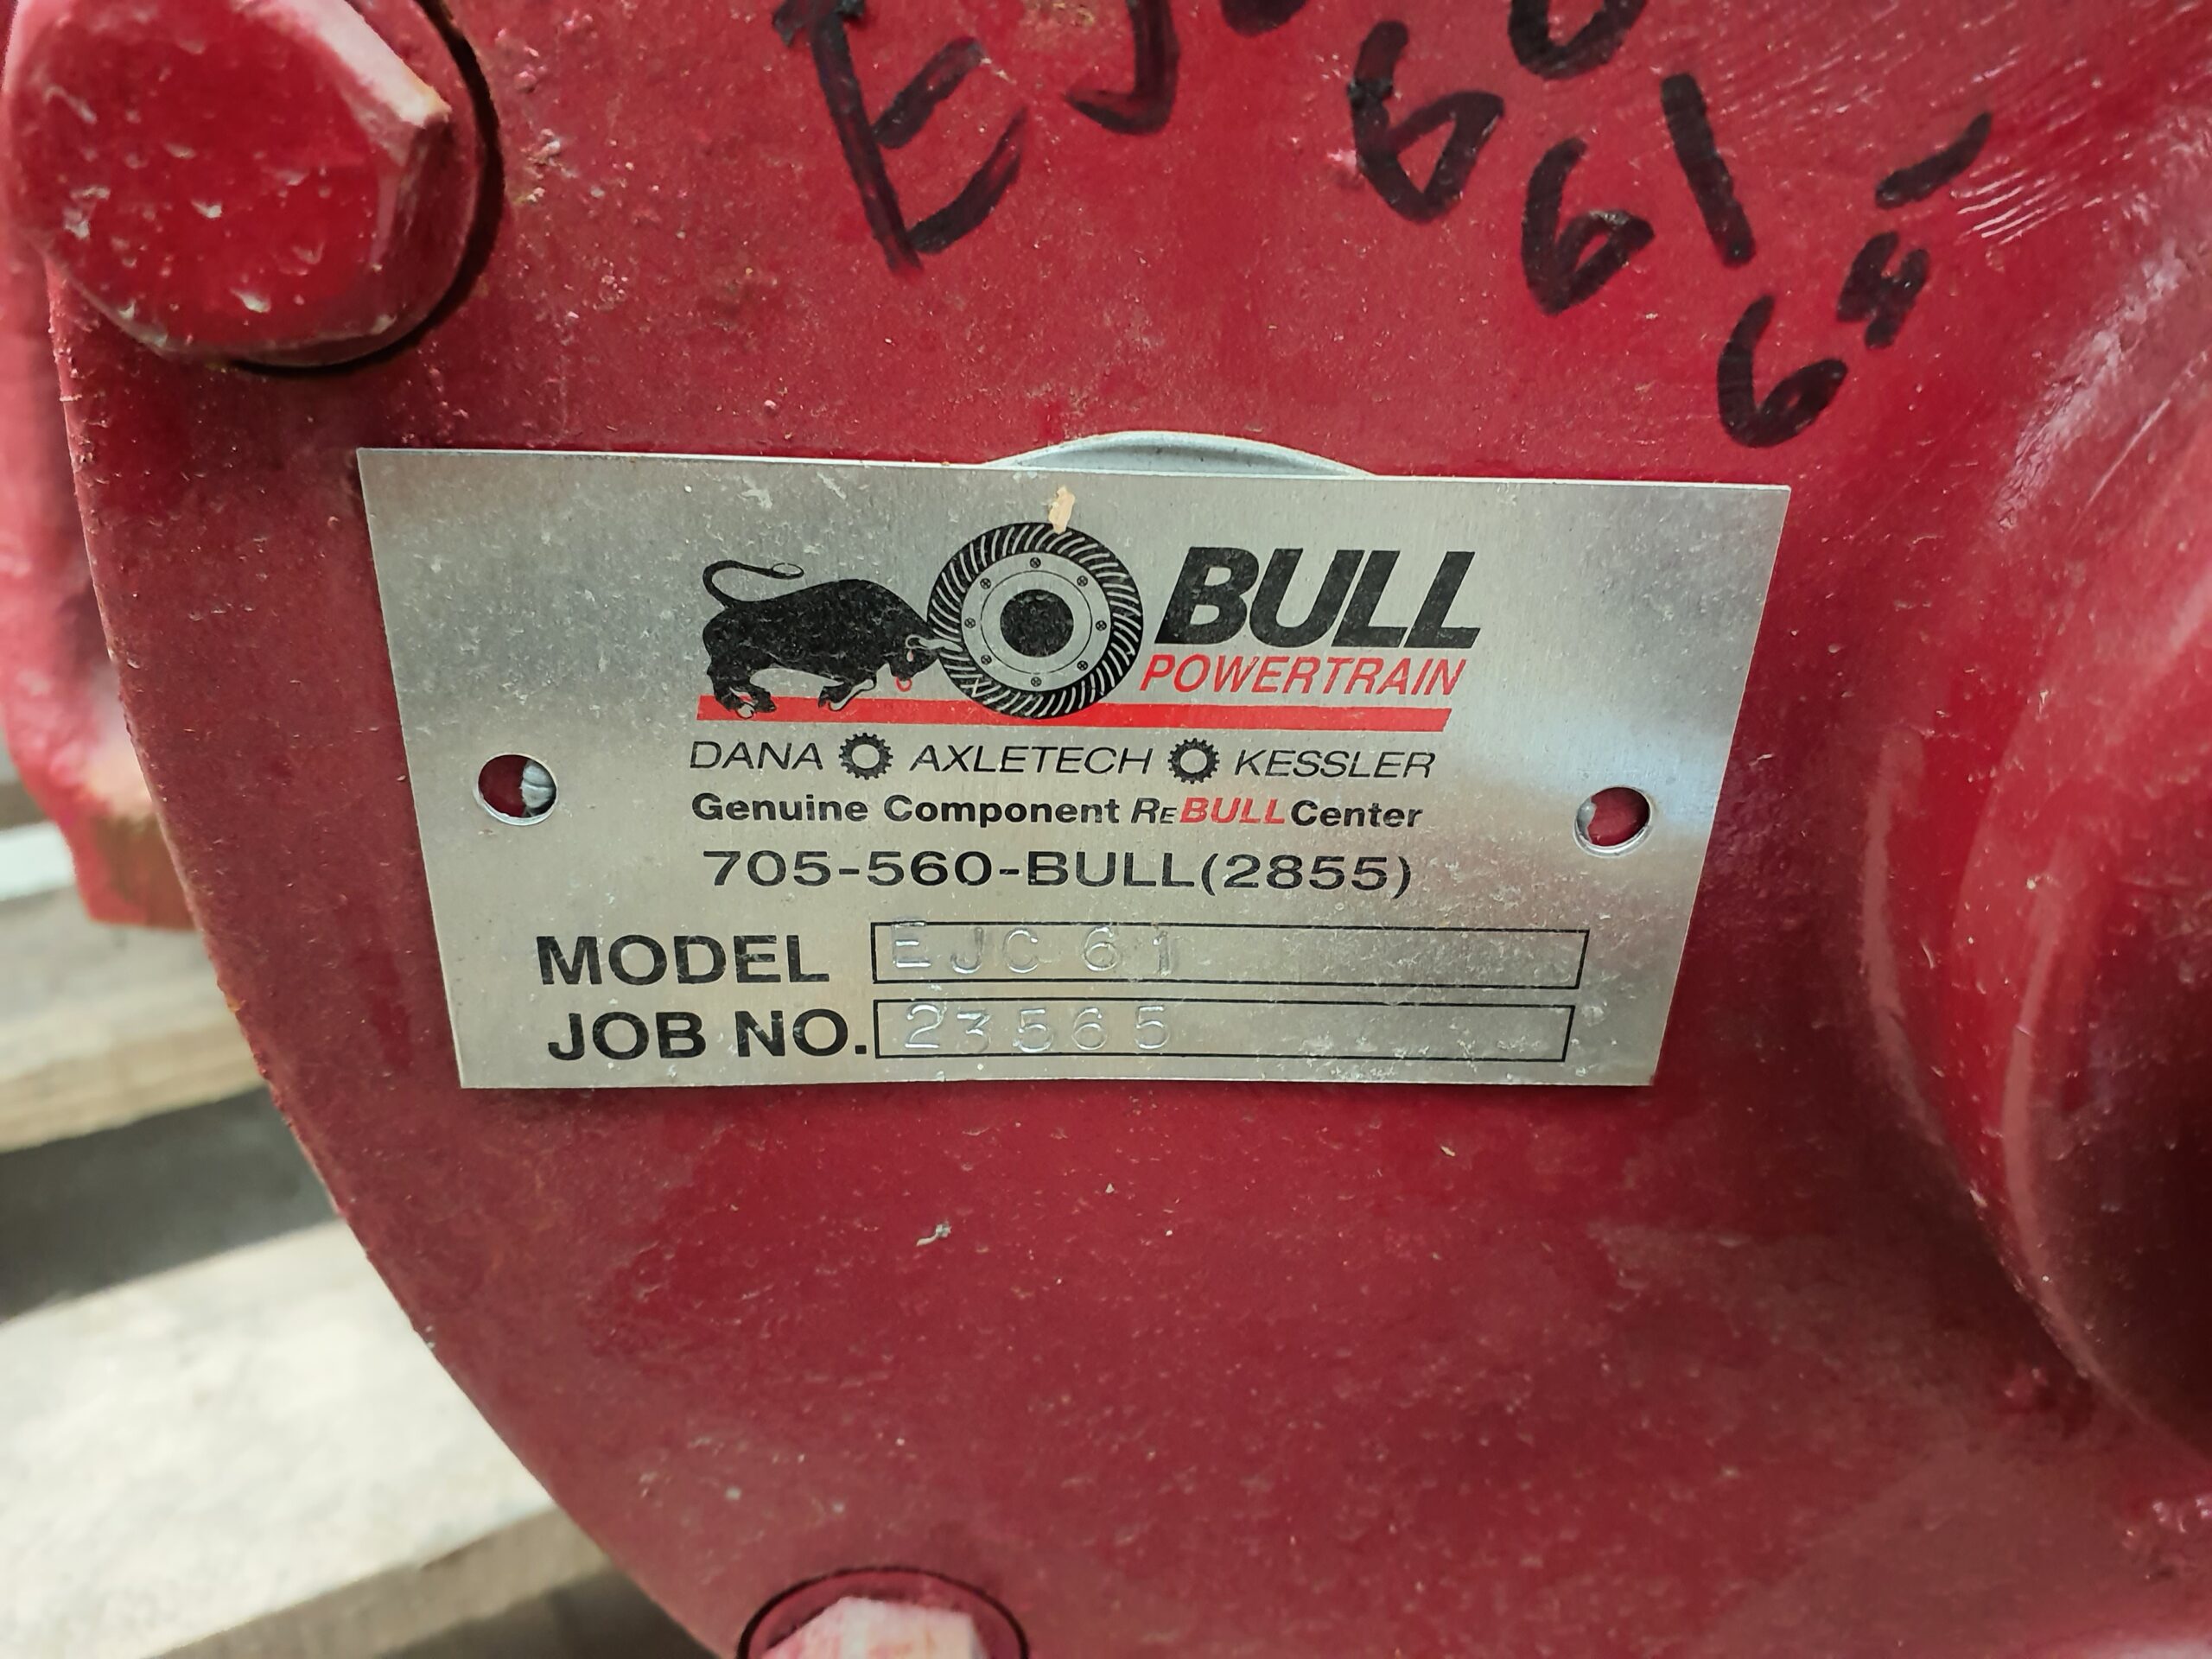 BULL
POWERTRAIN
DANA AXLETECH KESSLER
Genuine Component REBULL Center
705-560-BULL(2855)
MODEL EJC 61
JOB NO. 23565